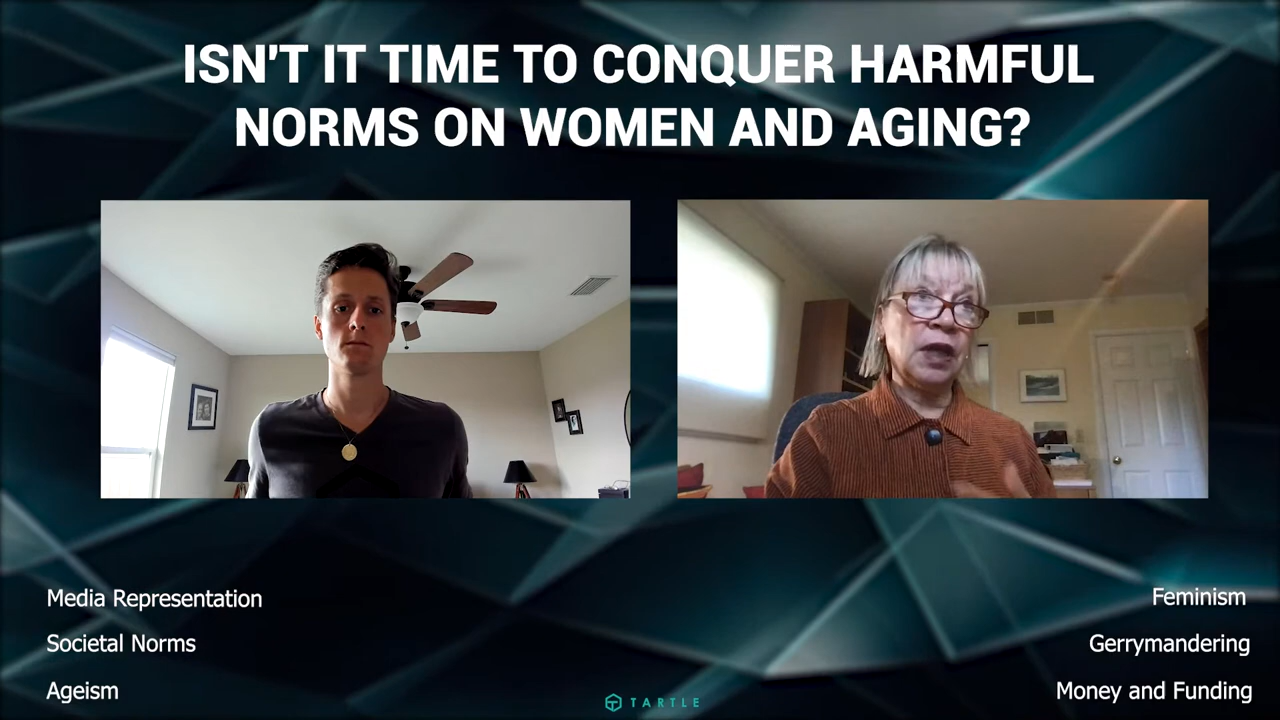 ISN'T IT TIME TO CONQUER HARMFUL
NORMS ON WOMEN AND AGING?
Media Representation
Societal Norms
Ageism
Feminism
Gerrymandering
Money and Funding
TARTLE